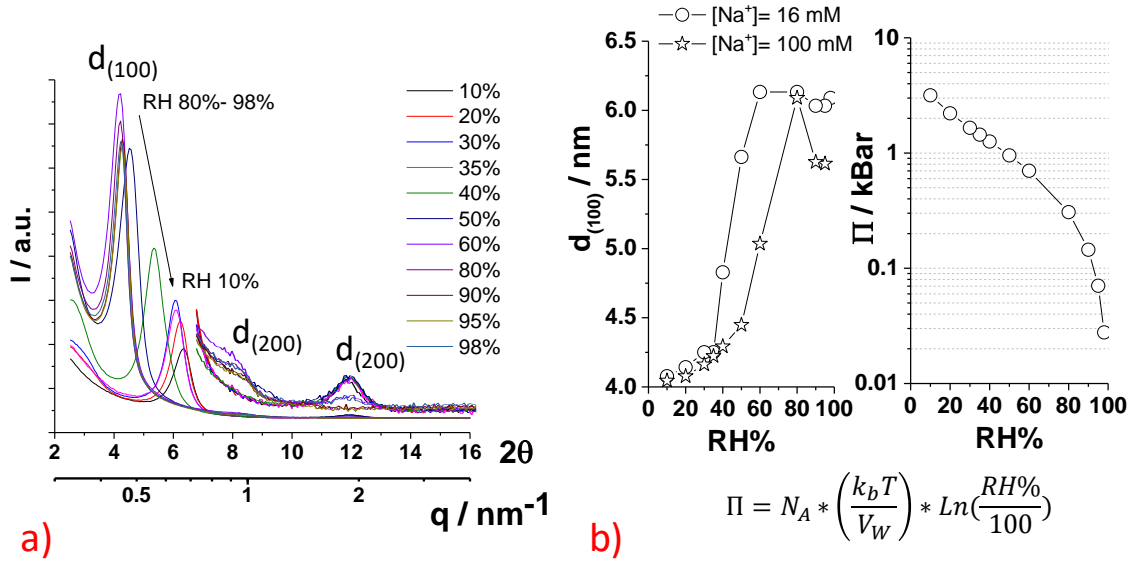 d(100)
RH 80%- 98%
RH 10%
d(200)
d(200)
10%
20%
30%
35%
40%
50%
60%
80%
90%
95%
98%
I / a.u.
2 4 6 8 10 12 14 16
2θ
0.5 1 2
q / nm-1
a)
[Na+]= 16 mM
[Na+]= 100 mM
6.5
6.0
5.5
5.0
4.5
4.0
d(100) / nm
0 20 40 60 80 100
RH%
10
1
0.1
0.01
Π / kBar
0 20 40 60 80 100
RH%
Π = NA ∗ (kbT/VW) ∗ Ln(RH%/100)
b)